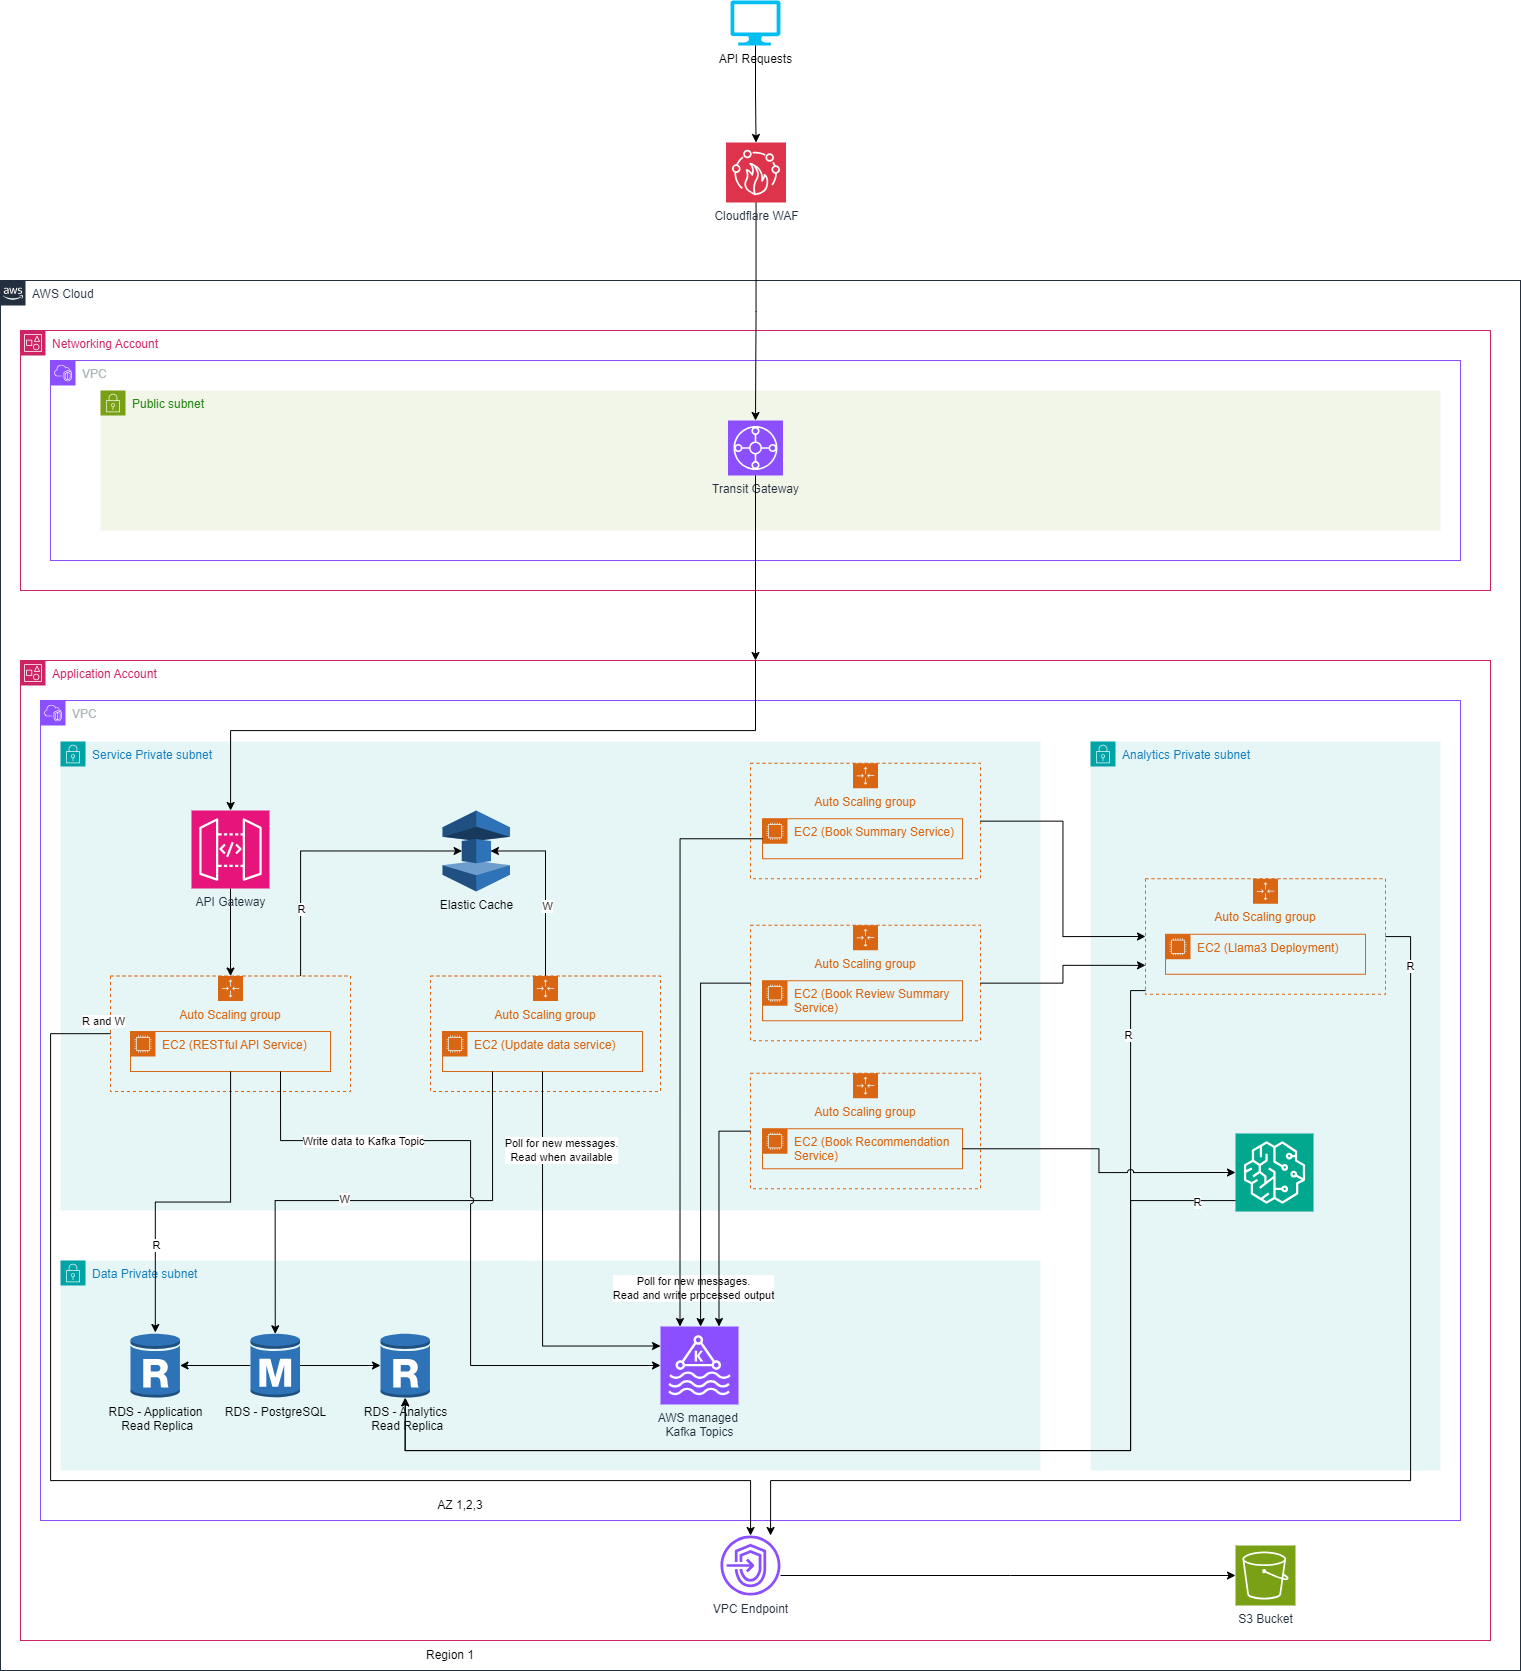 API Requests
Cloudflare WAF
aws
AWS Cloud
Networking Account
VPC
Public subnet
Transit Gateway
Application Account
VPC
Service Private subnet
Analytics Private subnet
Auto Scaling group
EC2 (Book Summary Service)
API Gateway
Elastic Cache
R
W
Auto Scaling group
EC2 (Llama3 Deployment)
R
Auto Scaling group
EC2 (Book Review Summary
Service)
R and W
Auto Scaling group
EC2 (RESTful API Service)
Auto Scaling group
EC2 (Update data service)
R
Auto Scaling group
EC2 (Book Recommendation
Service)
Write data to Kafka Topic
Poll for new messages.
Read when available
W
R
R
Data Private subnet
Poll for new messages.
Read and write processed output
R
M
R
K
RDS - Application
Read Replica
RDS - PostgreSQL
RDS - Analytics
Read Replica
AWS managed
Kafka Topics
AZ 1,2,3
VPC Endpoint
S3 Bucket
Region 1